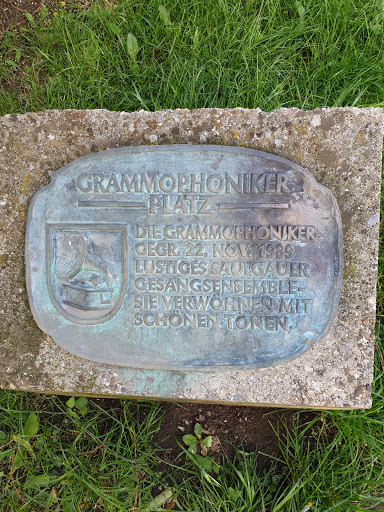 GRAMMOPHONIKER
PLATZ
DIE GRAMMOPHONIKER-
GEGR. 22. NOV. 1989
LUSTIGES SAULGAUER
GESANGSENSEMBLE-
SIE VERWÖHNEN MIT
SCHÖNEN TÖNEN.